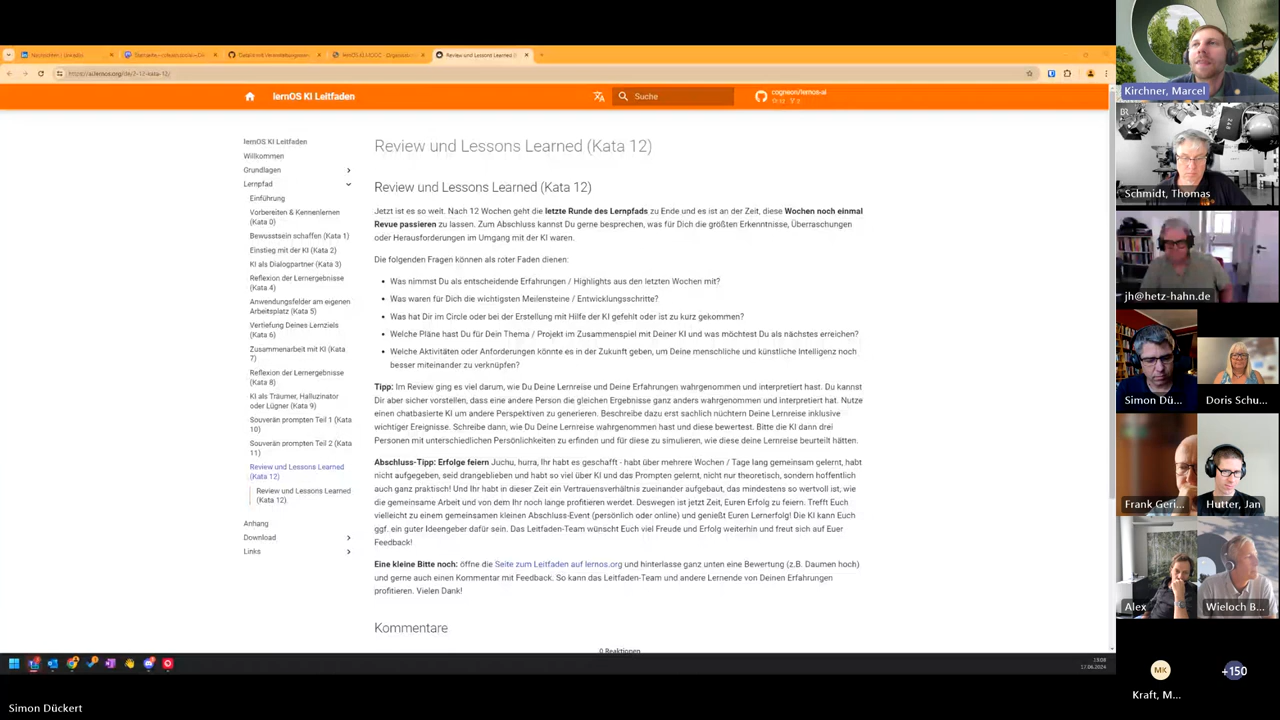 Review und Lessons Learned (
https://ai.lernos.org/de/2-12-kata-12/
lernOS KI Leitfaden
Suche
cogneon/lernos-ai
lernOS KI Leitfaden
Willkommen
Grundlagen
Lernpfad
Einführung
Vorbereiten & Kennenlernen
(Kata 0)
Bewusstsein schaffen (Kata 1)
Einstieg mit der KI (Kata 2)
KI als Dialogpartner (Kata 3)
Reflexion der Lernergebnisse
(Kata 4)
Anwendungsfelder am eigenen
Arbeitsplatz (Kata 5)
Vertiefung Deines Lernziels
(Kata 6)
Zusammenarbeit mit KI (Kata
7)
Reflexion der Lernergebnisse
(Kata 8)
KI als Träumer, Halluzinator
oder Lügner (Kata 9)
Souverän prompten Teil 1 (Kata
10)
Souverän prompten Teil 2 (Kata
11)
Review und Lessons Learned
(Kata 12)
Review und Lessons Learned
(Kata 12)
Anhang
Download
Links
Review und Lessons Learned (Kata 12)
Review und Lessons Learned (Kata 12)
Jetzt ist es so weit. Nach 12 Wochen geht die letzte Runde des Lernpfads zu Ende und es ist an der Zeit, diese Wochen noch einmal
Revue passieren zu lassen. Zum Abschluss kannst Du gerne besprechen, was für Dich die größten Erkenntnisse, Überraschungen
oder Herausforderungen im Umgang mit der KI waren.
Die folgenden Fragen können als roter Faden dienen:
• Was nimmst Du als entscheidende Erfahrungen / Highlights aus den letzten Wochen mit?
• Was waren für Dich die wichtigsten Meilensteine / Entwicklungsschritte?
• Was hat Dir im Circle oder bei der Erstellung mit Hilfe der KI gefehlt oder ist zu kurz gekommen?
• Welche Pläne hast Du für Dein Thema / Projekt im Zusammenspiel mit Deiner KI und was möchtest Du als nächstes erreichen?
• Welche Aktivitäten oder Anforderungen könnte es in der Zukunft geben, um Deine menschliche und künstliche Intelligenz noch
besser miteinander zu verknüpfen?
Tipp: Im Review ging es viel darum, wie Du Deine Lernreise und Deine Erfahrungen wahrgenommen und interpretiert hast. Du kannst
Dir aber sicher vorstellen, dass eine andere Person die gleichen Ergebnisse ganz anders wahrgenommen und interpretiert hat. Nutze
einen chatbasierte KI um andere Perspektiven zu generieren. Beschreibe dazu erst sachlich nüchtern Deine Lernreise inklusive
wichtiger Ereignisse. Schreibe dann, wie Du Deine Lernreise wahrgenommen hast und diese bewertest. Bitte die KI dann drei
Personen mit unterschiedlichen Persönlichkeiten zu erfinden und für diese zu simulieren, wie diese deine Lernreise beurteilt hätten.
Abschluss-Tipp: Erfolge feiern Juchu, hurra, Ihr habt es geschafft - habt über mehrere Wochen / Tage lang gemeinsam gelernt, habt
nicht aufgegeben, seid drangeblieben und habt so viel über KI und das Prompten gelernt, nicht nur theoretisch, sondern hoffentlich
auch ganz praktisch! Und Ihr habt in dieser Zeit ein Vertrauensverhältnis zueinander aufgebaut, das mindestens so wertvoll ist, wie
die gemeinsame Arbeit und von dem Ihr noch lange profitieren werdet. Deswegen ist jetzt Zeit, Euren Erfolg zu feiern. Trefft Euch
vielleicht zu einem gemeinsamen kleinen Abschluss-Event (persönlich oder online) und genießt Euren Lernerfolg! Die KI kann Euch
ggf. ein guter Ideengeber dafür sein. Das Leitfaden-Team wünscht Euch viel Freude und Erfolg weiterhin und freut sich auf Euer
Feedback!
Eine kleine Bitte noch: öffne die Seite zum Leitfaden auf lernos.org und hinterlasse ganz unten eine Bewertung (z.B. Daumen hoch)
und gerne auch einen Kommentar mit Feedback. So kann das Leitfaden-Team und andere Lernende von Deinen Erfahrungen
profitieren. Vielen Dank!
Kommentare
0 Reaktionen
17.06.2024
Simon Dückert
Kirchner, Marcel
Schmidt, Thomas
jh@hetz-hahn.de
Simon Dü...
Doris Schu...
Frank Geri...
Hutter, Jan
Alex
Wieloch B...
MK
+150
Kraft, M...